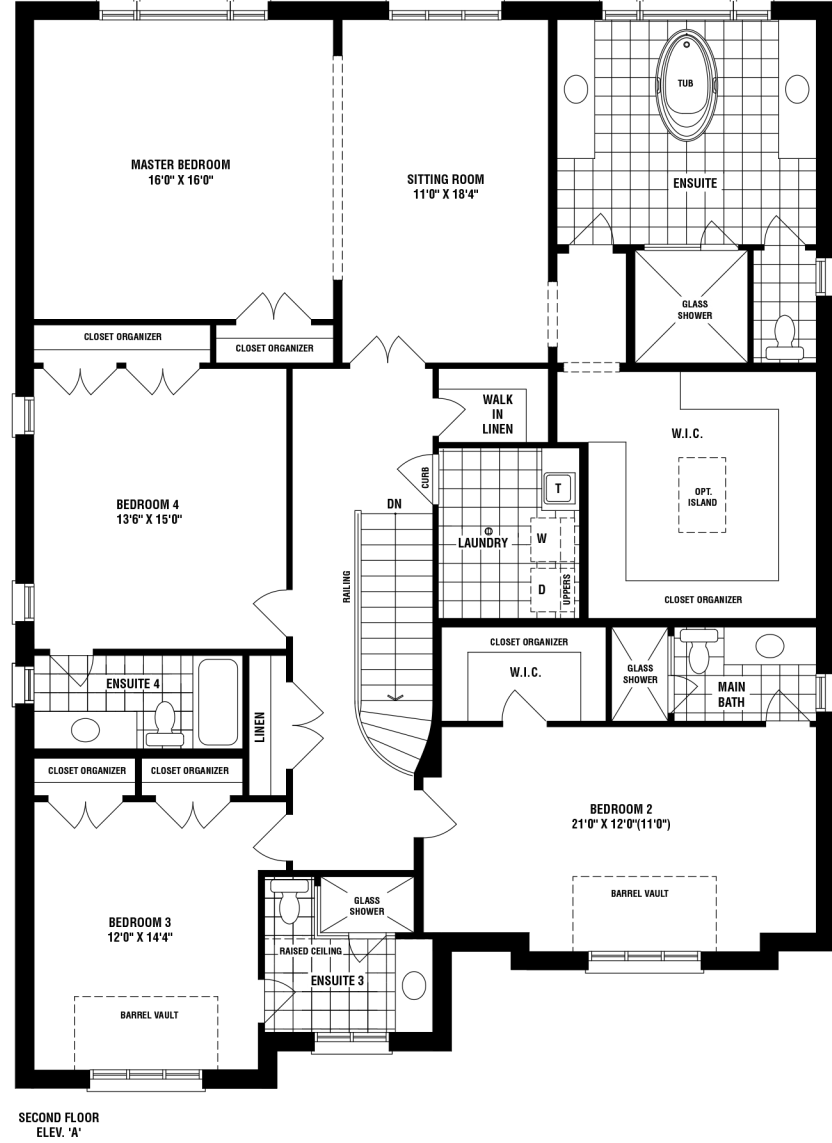 TUB
MASTER BEDROOM
16'0" X 16'0"
SITTING ROOM
11'0" X 18'4"
ENSUITE
GLASS
SHOWER
CLOSET ORGANIZER
CLOSET ORGANIZER
WALK
IN
LINEN
W.I.C.
CURB
OPT.
ISLAND
T
BEDROOM 4
13'6" X 15'0"
DN
LAUNDRY
W
RAILING
D
UPPERS
CLOSET ORGANIZER
CLOSET ORGANIZER
W.I.C.
GLASS
SHOWER
MAIN
BATH
ENSUITE 4
LINEN
CLOSET ORGANIZER
CLOSET ORGANIZER
BEDROOM 2
21'0" X 12'0"(11'0")
BARREL VAULT
GLASS
SHOWER
BEDROOM 3
12'0" X 14'4"
RAISED CEILING
ENSUITE 3
BARREL VAULT
SECOND FLOOR
ELEV. 'A'